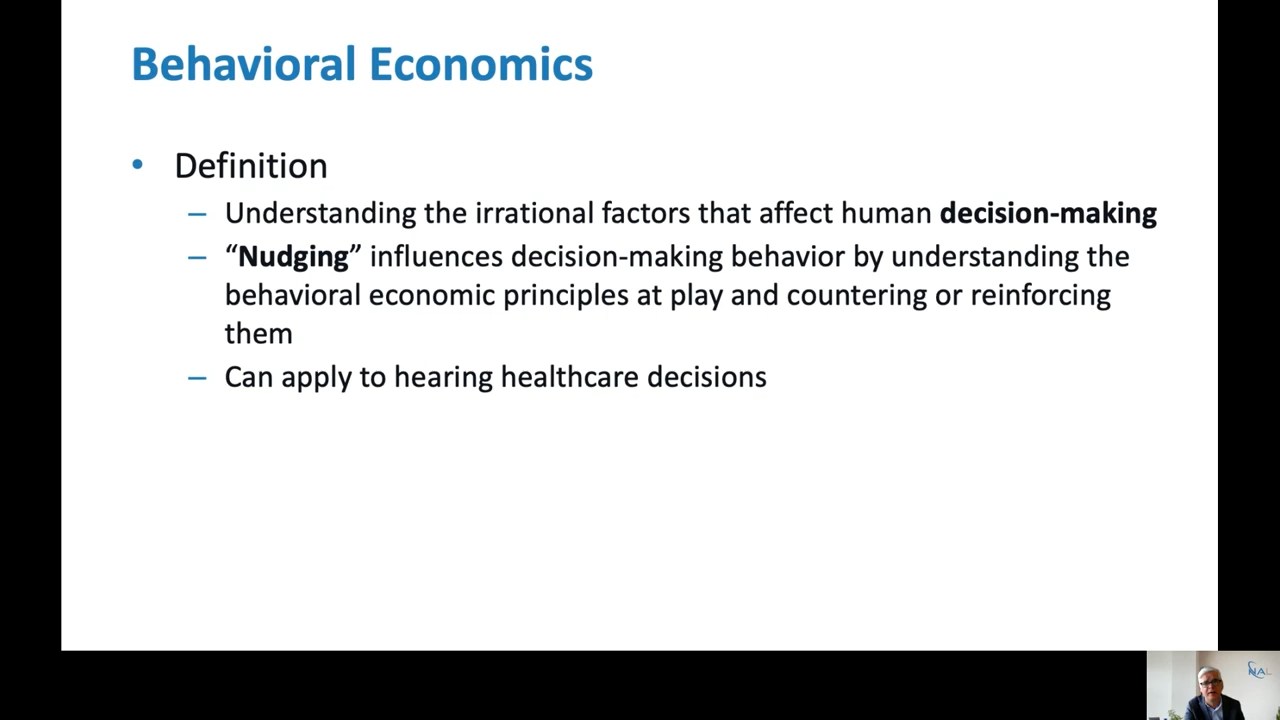 Behavioral Economics
• Definition
– Understanding the irrational factors that affect human decision-making
– “Nudging” influences decision-making behavior by understanding the
behavioral economic principles at play and countering or reinforcing
them
– Can apply to hearing healthcare decisions
NAL